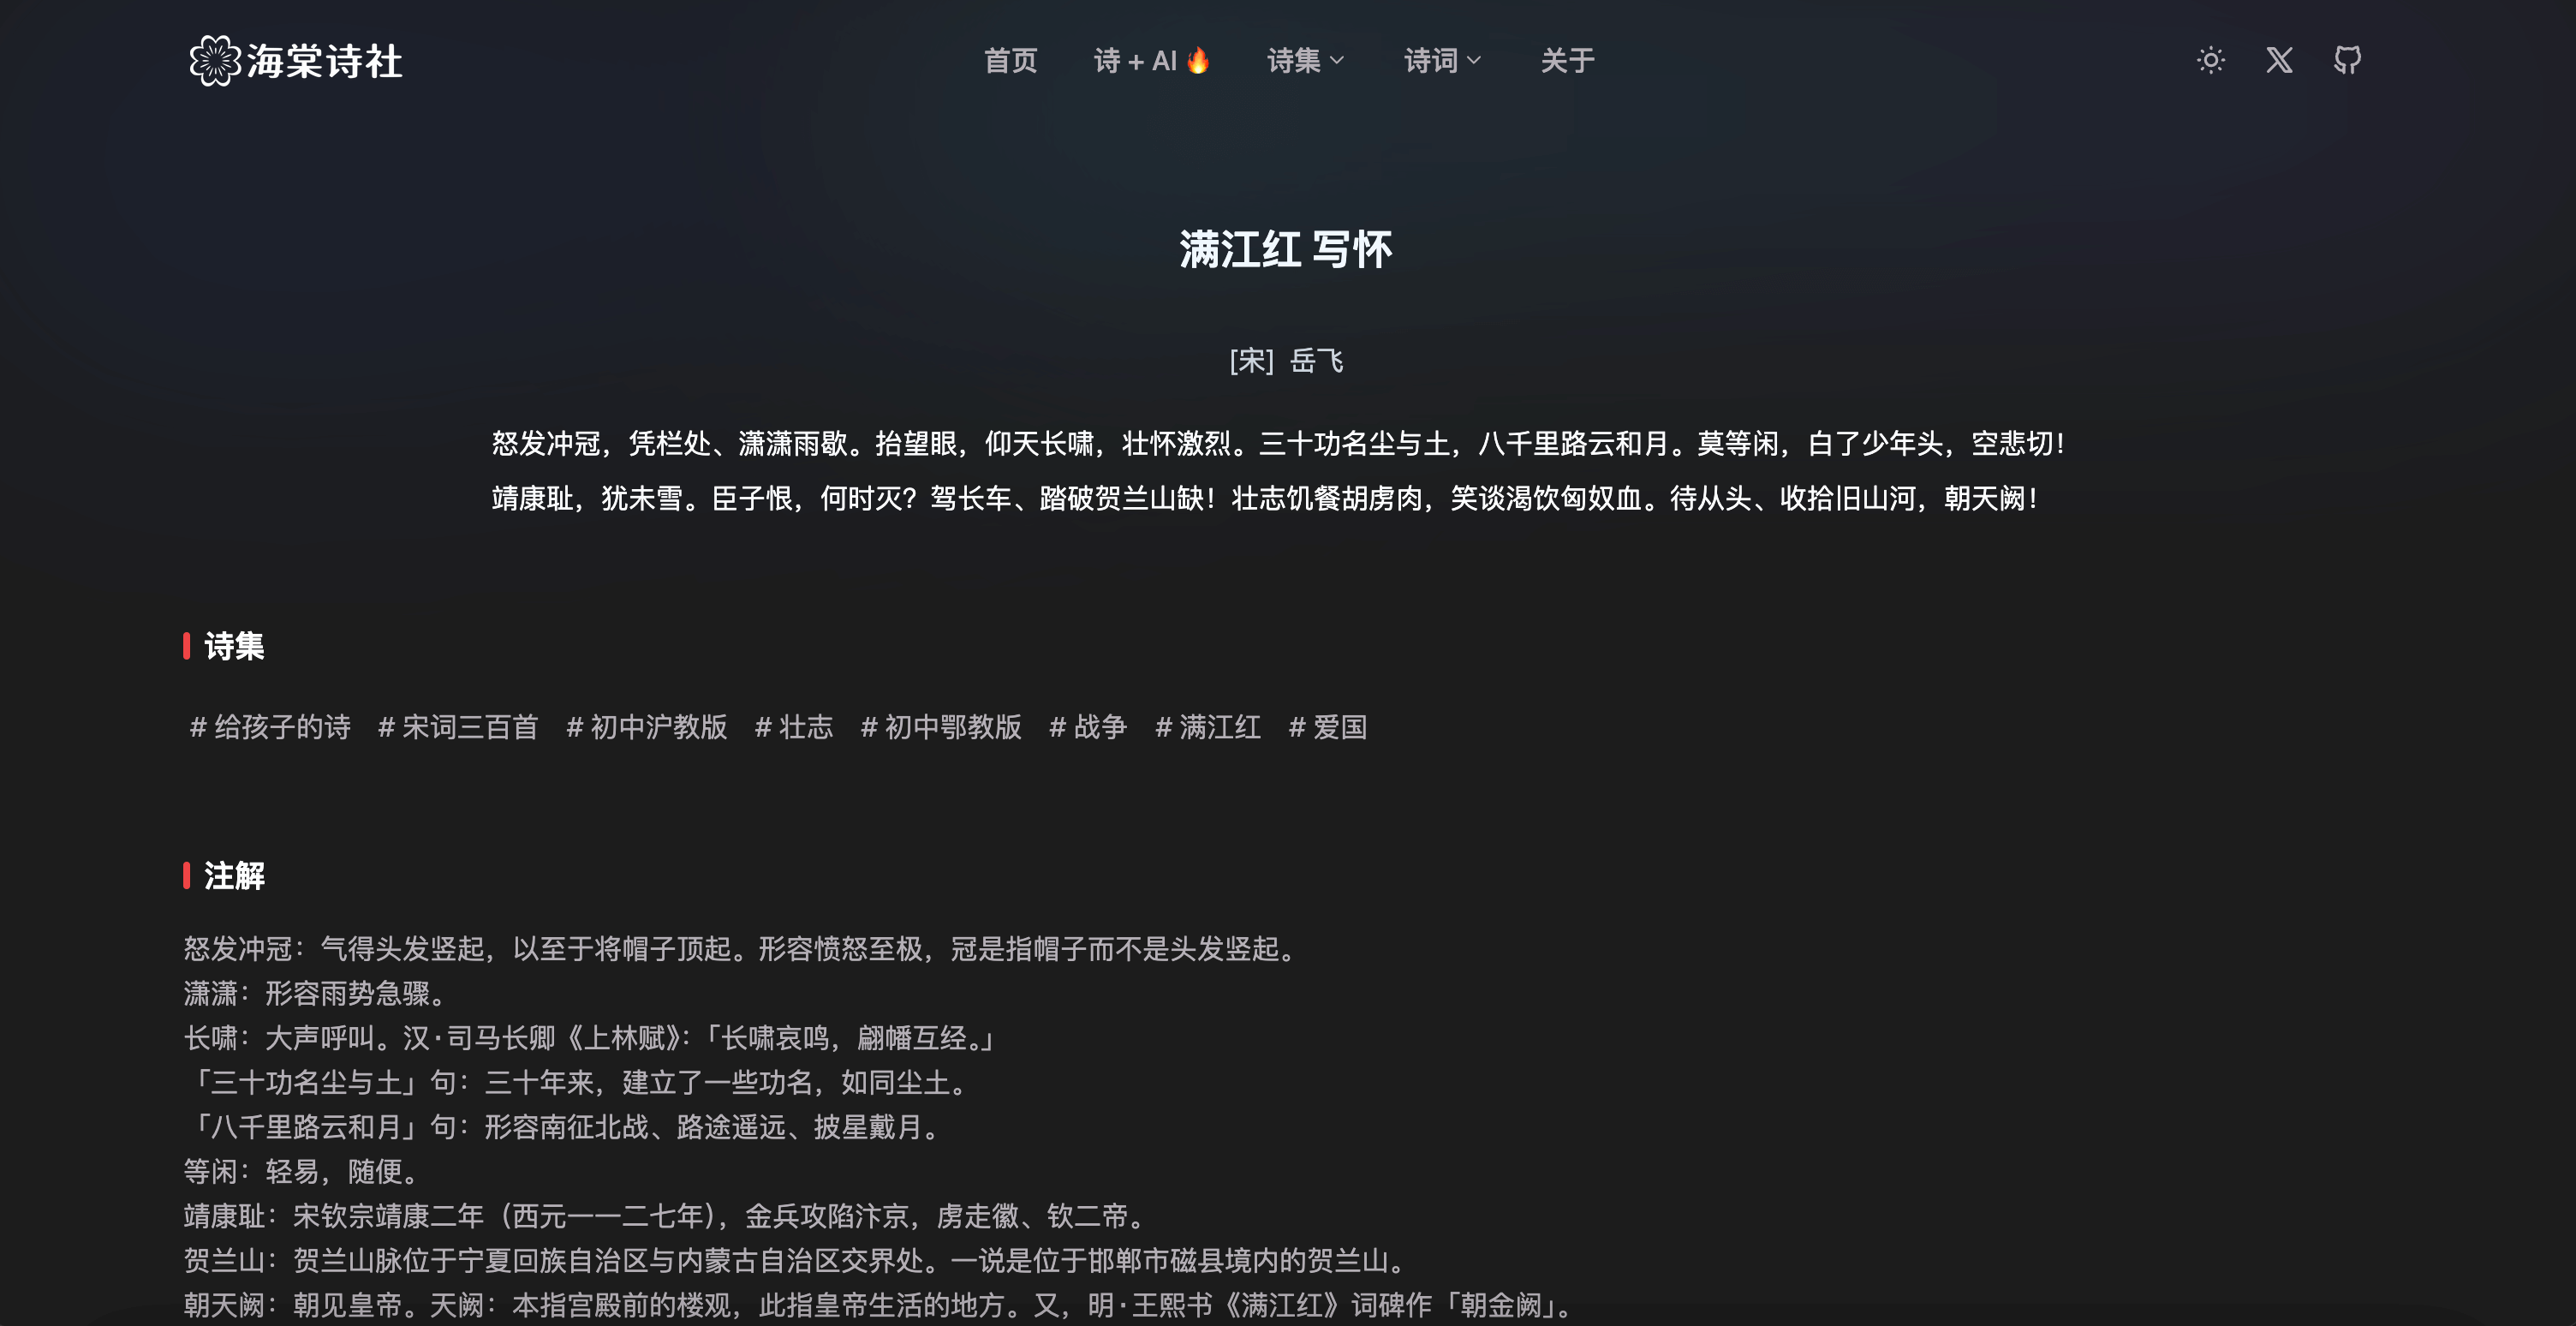 海棠诗社
首页 诗 + AI🔥 诗集 诗词 关于
满江红 写怀
[宋] 岳飞
怒发冲冠，凭栏处、潇潇雨歇。抬望眼，仰天长啸，壮怀激烈。三十功名尘与土，八千里路云和月。莫等闲，白了少年头，空悲切！
靖康耻，犹未雪。臣子恨，何时灭？驾长车、踏破贺兰山缺！壮志饥餐胡虏肉，笑谈渴饮匈奴血。待从头、收拾旧山河，朝天阙！
诗集
# 给孩子的诗 # 宋词三百首 # 初中沪教版 # 壮志 # 初中鄂教版 # 战争 # 满江红 # 爱国
注解
怒发冲冠：气得头发竖起，以至于将帽子顶起。形容愤怒至极，冠是指帽子而不是头发竖起。
潇潇：形容雨势急骤。
长啸：大声呼叫。汉·司马长卿《上林赋》：「长啸哀鸣，翩幡互经。」
「三十功名尘与土」句：三十年来，建立了一些功名，如同尘土。
「八千里路云和月」句：形容南征北战、路途遥远、披星戴月。
等闲：轻易，随便。
靖康耻：宋钦宗靖康二年（西元一一二七年），金兵攻陷汴京，虏走徽、钦二帝。
贺兰山：贺兰山脉位于宁夏回族自治区与内蒙古自治区交界处。一说是位于邯郸市磁县境内的贺兰山。
朝天阙：朝见皇帝。天阙：本指宫殿前的楼观，此指皇帝生活的地方。又，明·王熙书《满江红》词碑作「朝金阙」。